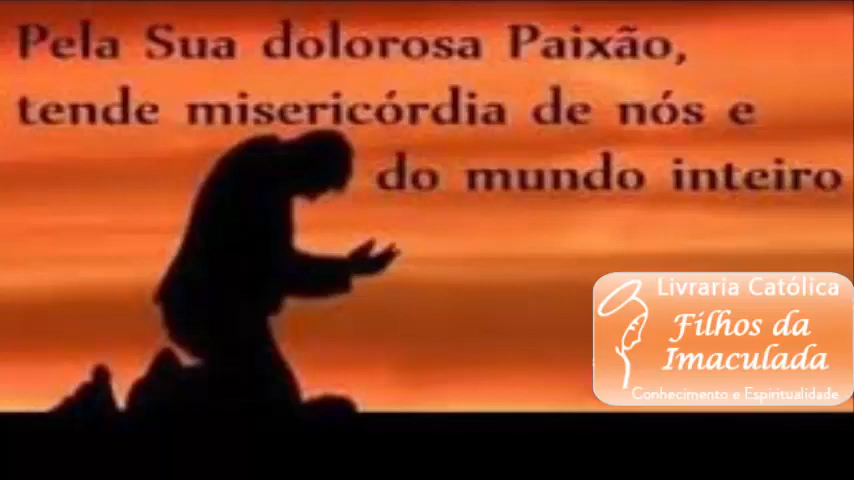 Pela Sua dolorosa Paixão,
tende misericórdia de nós e
do mundo inteiro
Livraria Católica
Filhos da
Imaculada
Conhecimento e Espiritualidade